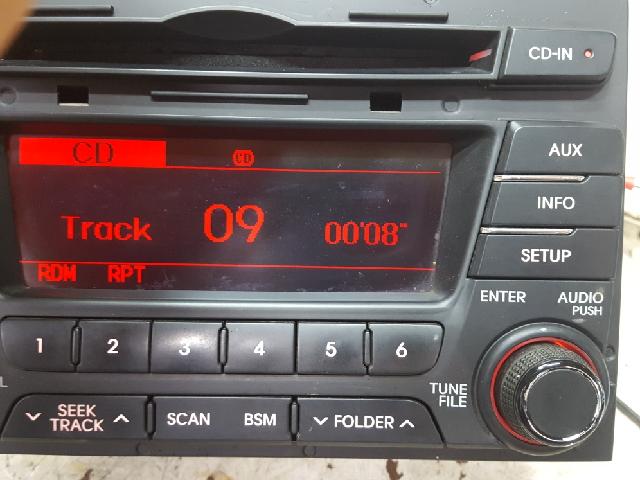 CD-IN
CD CD
AUX
INFO
Track 09 00'08"
SETUP
RDM RPT
ENTER AUDIO
PUSH
1 2 3 4 5 6
TUNE
FILE
SEEK
TRACK
SCAN BSM FOLDER